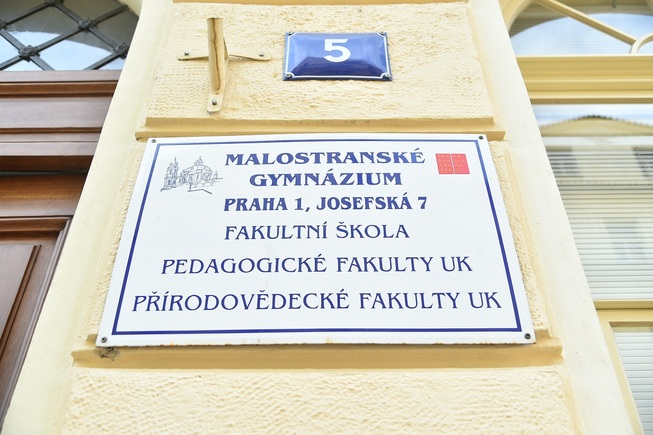 5
MALOSTRANSKÉ
GYMNÁZIUM
PRAHA 1, JOSEFSKÁ 7
FAKULTNÍ ŠKOLA
PEDAGOGICKÉ FAKULTY UK
PŘÍRODOVĚDECKÉ FAKULTY UK